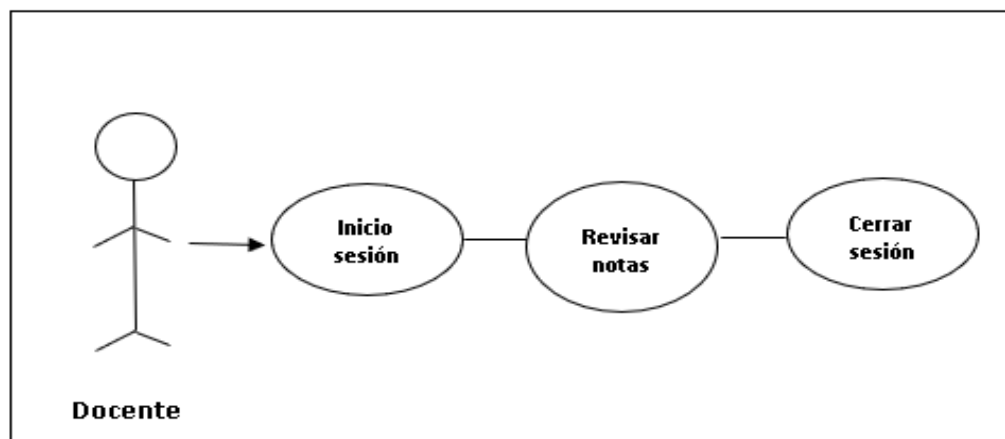 Inicio
sesión
Revisar
notas
Cerrar
sesión
Docente